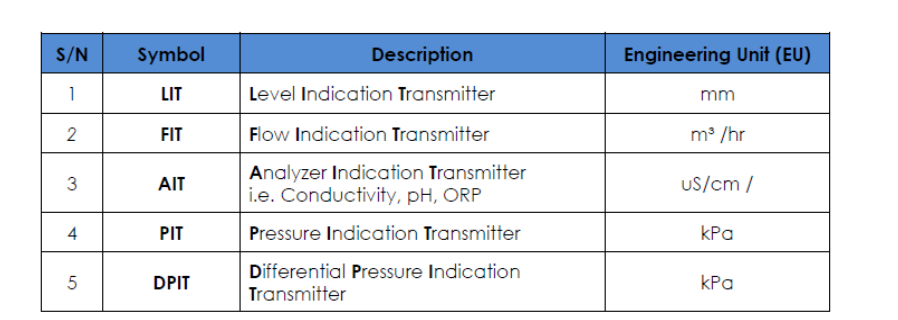 S/N Symbol Description Engineering Unit (EU)
1 LIT Level Indication Transmitter mm
2 FIT Flow Indication Transmitter m³ /hr
3 AIT Analyzer Indication Transmitter
i.e. Conductivity, pH, ORP uS/cm /
4 PIT Pressure Indication Transmitter kPa
5 DPIT Differential Pressure Indication
Transmitter kPa